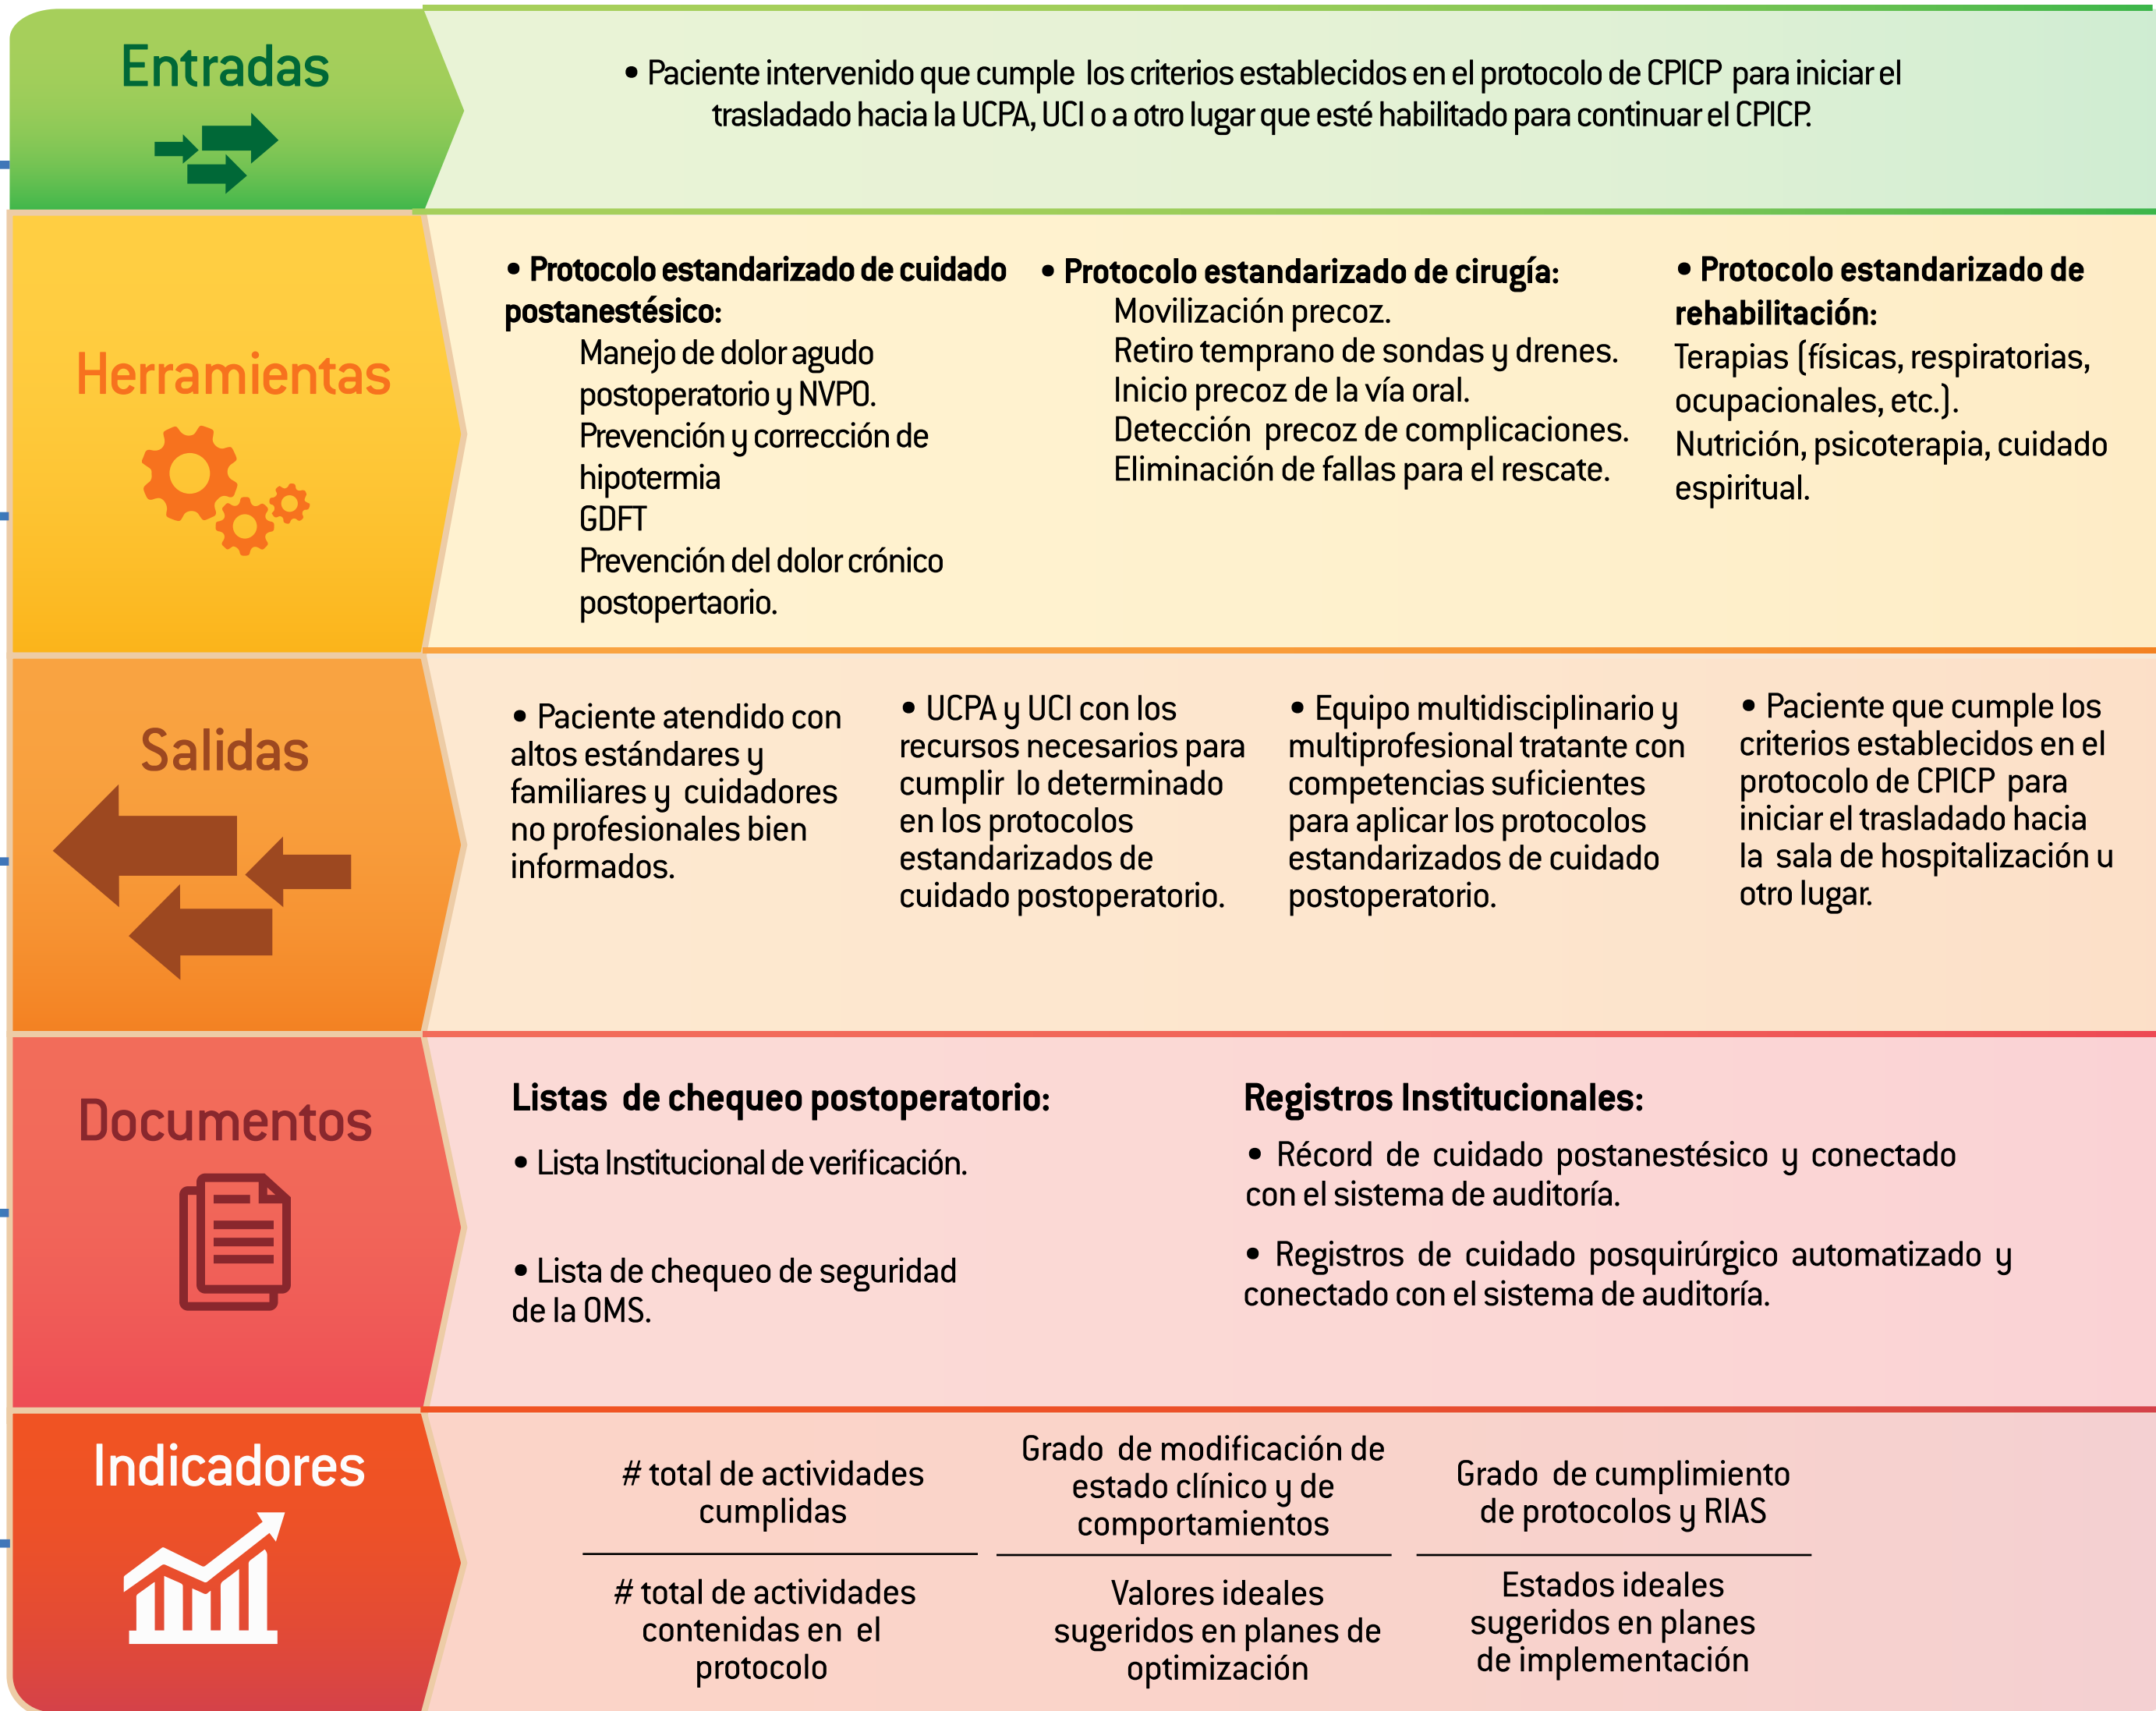 Entradas
• Paciente intervenido que cumple los criterios establecidos en el protocolo de CPICP para iniciar el
trasladado hacia la UCPA, UCI o a otro lugar que esté habilitado para continuar el CPICP.
Herramientas
• Protocolo estandarizado de cuidado
postanestésico:
Manejo de dolor agudo
postoperatorio y NVPO.
Prevención y corrección de
hipotermia
GDFT
Prevención del dolor crónico
postopertaorio.
• Protocolo estandarizado de cirugía:
Movilización precoz.
Retiro temprano de sondas y drenes.
Inicio precoz de la vía oral.
Detección precoz de complicaciones.
Eliminación de fallas para el rescate.
• Protocolo estandarizado de
rehabilitación:
Terapias (físicas, respiratorias,
ocupacionales, etc.).
Nutrición, psicoterapia, cuidado
espiritual.
Salidas
• Paciente atendido con
altos estándares y
familiares y cuidadores
no profesionales bien
informados.
• UCPA y UCI con los
recursos necesarios para
cumplir lo determinado
en los protocolos
estandarizados de
cuidado postoperatorio.
• Equipo multidisciplinario y
multiprofesional tratante con
competencias suficientes
para aplicar los protocolos
estandarizados de cuidado
postoperatorio.
• Paciente que cumple los
criterios establecidos en el
protocolo de CPICP para
iniciar el trasladado hacia
la sala de hospitalización u
otro lugar.
Documentos
Listas de chequeo postoperatorio:
• Lista Institucional de verificación.
• Lista de chequeo de seguridad
de la OMS.
Registros Institucionales:
• Récord de cuidado postanestésico y conectado
con el sistema de auditoría.
• Registros de cuidado posquirúrgico automatizado y
conectado con el sistema de auditoría.
Indicadores
# total de actividades
cumplidas
# total de actividades
contenidas en el
protocolo
Grado de modificación de
estado clínico y de
comportamientos
Valores ideales
sugeridos en planes de
optimización
Grado de cumplimiento
de protocolos y RIAS
Estados ideales
sugeridos en planes
de implementación